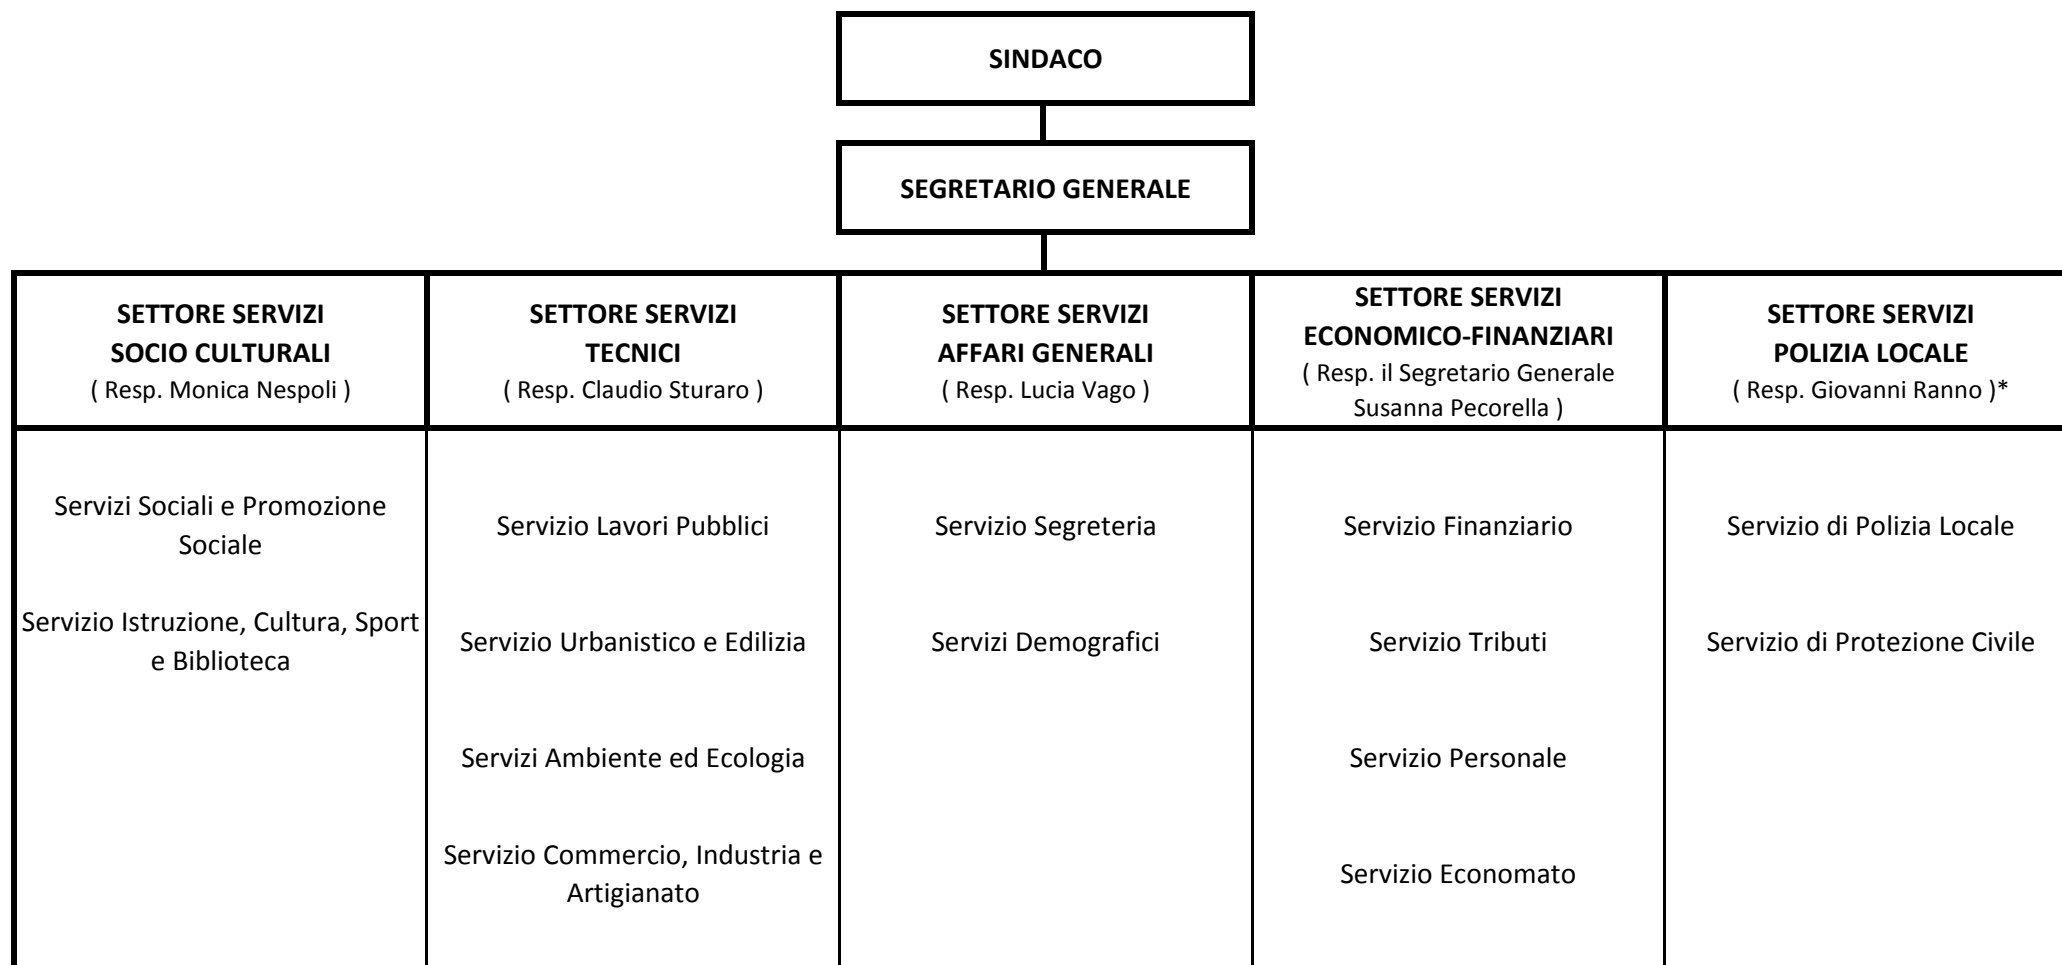 SINDACO
SEGRETARIO GENERALE
SETTORE SERVIZI
SOCIO CULTURALI
( Resp. Monica Nespoli )
SETTORE SERVIZI
TECNICI
( Resp. Claudio Sturaro )
SETTORE SERVIZI
AFFARI GENERALI
( Resp. Lucia Vago )
SETTORE SERVIZI
ECONOMICO-FINANZIARI
( Resp. il Segretario Generale
Susanna Pecorella )
SETTORE SERVIZI
POLIZIA LOCALE
( Resp. Giovanni Ranno )*
Servizi Sociali e Promozione
Sociale
Servizio Lavori Pubblici
Servizio Segreteria
Servizio Finanziario
Servizio di Polizia Locale
Servizio Istruzione, Cultura, Sport
e Biblioteca
Servizio Urbanistico e Edilizia
Servizi Demografici
Servizio Tributi
Servizio di Protezione Civile
Servizi Ambiente ed Ecologia
Servizio Personale
Servizio Commercio, Industria e
Artigianato
Servizio Economato